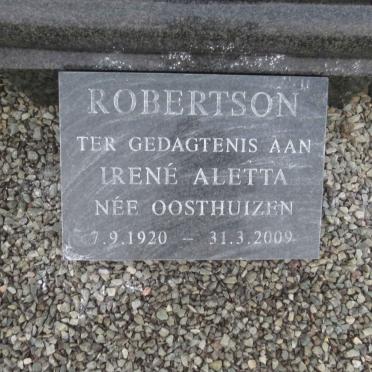 ROBERTSON
TER GEDAGTENIS AAN
IRENÉ ALETTA
NÉE OOSTHUIZEN
7.9.1920 – 31.3.2009